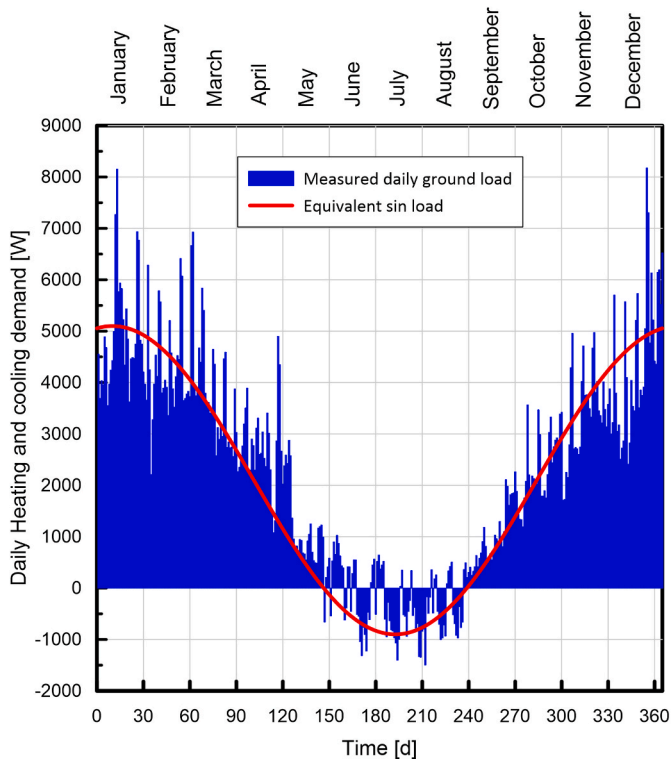 January
February
March
April
May
June
July
August
September
October
November
December
Daily Heating and cooling demand [W]
9000
8000
7000
6000
5000
4000
3000
2000
1000
0
-1000
-2000
Measured daily ground load
Equivalent sin load
0 30 60 90 120 150 180 210 240 270 300 330 360
Time [d]